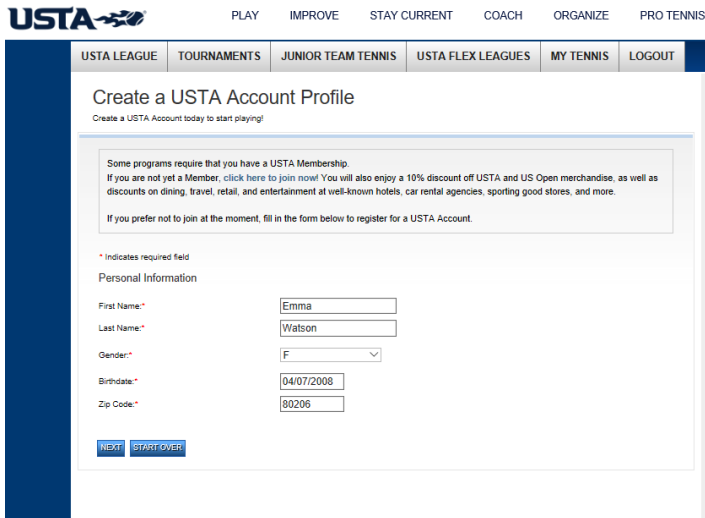 USTA PLAY IMPROVE STAY CURRENT COACH ORGANIZE PRO TENNIS
USTA LEAGUE TOURNAMENTS JUNIOR TEAM TENNIS USTA FLEX LEAGUES MY TENNIS LOGOUT
Create a USTA Account Profile
Create a USTA Account today to start playing!
Some programs require that you have a USTA Membership.
If you are not yet a Member, click here to join now! You will also enjoy a 10% discount off USTA and US Open merchandise, as well as
discounts on dining, travel, retail, and entertainment at well-known hotels, car rental agencies, sporting good stores, and more.
If you prefer not to join at the moment, fill in the form below to register for a USTA Account.
* Indicates required field
Personal Information
First Name:* Emma
Last Name:* Watson
Gender:* F
Birthdate:* 04/07/2008
Zip Code:* 80206
NEXT START OVER